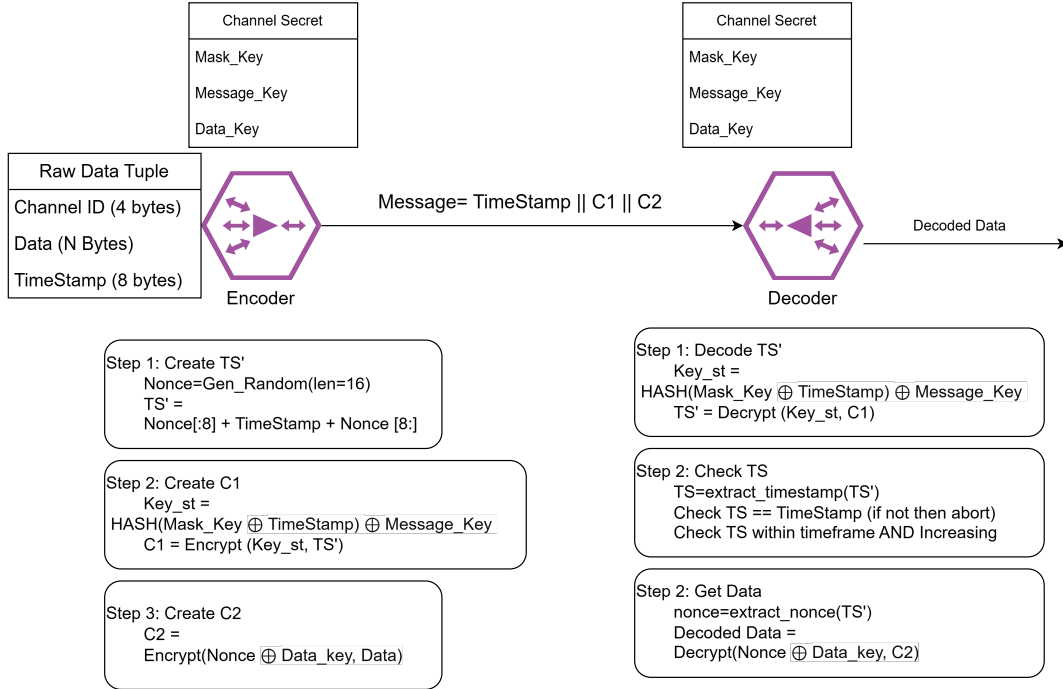 Channel Secret
Mask_Key
Message_Key
Data_Key
Channel Secret
Mask_Key
Message_Key
Data_Key
Raw Data Tuple
Channel ID (4 bytes)
Data (N Bytes)
TimeStamp (8 bytes)
Encoder
Message= TimeStamp || C1 || C2
Decoder
Decoded Data
Step 1: Create TS'
Nonce=Gen_Random(len=16)
TS' =
Nonce[:8] + TimeStamp + Nonce [8:]
Step 2: Create C1
Key_st =
HASH(Mask_Key ⊕ TimeStamp) ⊕ Message_Key
C1 = Encrypt (Key_st, TS')
Step 3: Create C2
C2 =
Encrypt(Nonce ⊕ Data_key, Data)
Step 1: Decode TS'
Key_st =
HASH(Mask_Key ⊕ TimeStamp) ⊕ Message_Key
TS' = Decrypt (Key_st, C1)
Step 2: Check TS
TS=extract_timestamp(TS')
Check TS == TimeStamp (if not then abort)
Check TS within timeframe AND Increasing
Step 2: Get Data
nonce=extract_nonce(TS')
Decoded Data =
Decrypt(Nonce ⊕ Data_key, C2)